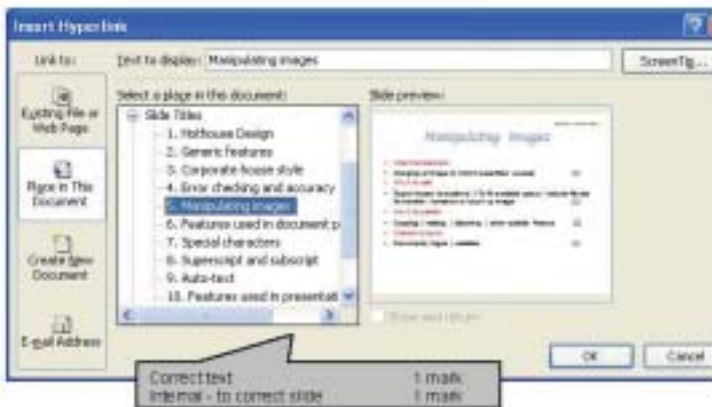 Insert Hyperlink
Link to:
Text to display: Manipulating images
ScreenTip...
Existing File or
Web Page
Place in This
Document
Create New
Document
E-mail Address
Select a place in this document:
Slide Titles
1. Hothouse Design
2. Generic features
3. Corporate house style
4. Error checking and accuracy
5. Manipulating images
6. Features used in document p
7. Special characters
8. Superscript and subscript
9. Auto-text
10. Features used in presentati
Slide preview:
Manipulating images
Show and return
OK
Cancel
Correct text 1 mark
Internal - to correct slide 1 mark